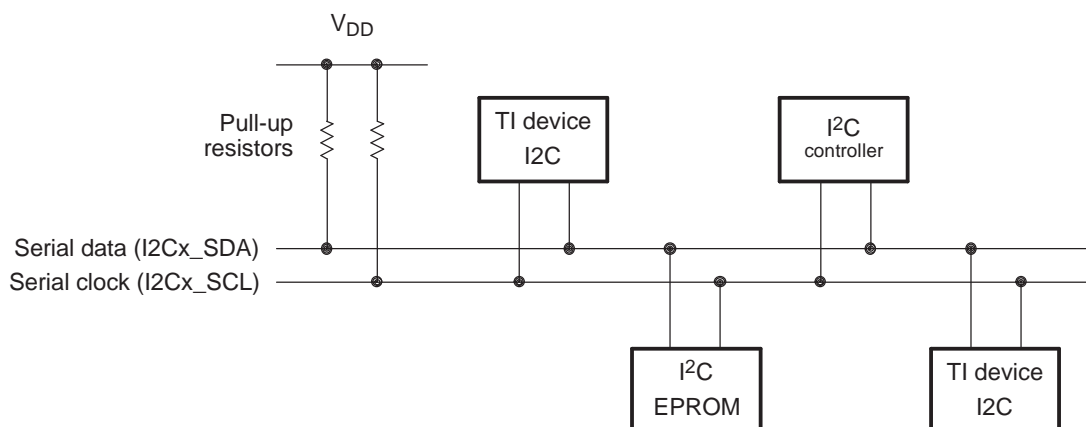 VDD
Pull-up
resistors
TI device
I2C
I2C
controller
Serial data (I2Cx_SDA)
Serial clock (I2Cx_SCL)
I2C
EPROM
TI device
I2C